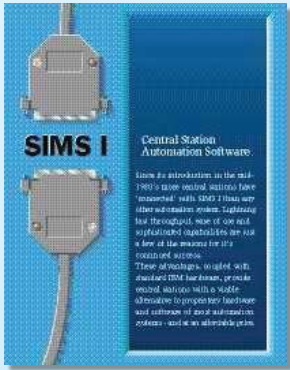 SIMS I
Central Station
Automation Software.
Since its introduction in the mid-
1980's more central stations have
"connected" with SIMS I than any
other automation system. Lightning
fast throughput, ease of use and
sophisticated capabilities are just
a few of the reasons for it's
continued success.
These advantages, coupled with
standard IBM hardware, provide
central stations with a viable
alternative to proprietary hardware
and software of most automation
systems - and at an affordable price.